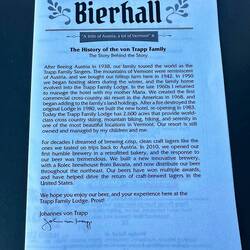 Bierhall
"A little of Austria, a lot of Vermont"
The History of the von Trapp Family
The Story Behind the Story
After fleeing Austria in 1938, our family toured the world as the
Trapp Family Singers. The mountains of Vermont were reminiscent
of Austria, and we bought our hilltop farm here in 1942. In 1950
we began hosting skiers during the winter, and the family home
evolved into the Trapp Family Lodge. In the late 1960s I returned
to manage the host with my mother Maria. We created the first
commercial cross-country ski resort in the Americas in 1968, and
began adding to the family's land holdings. After a fire destroyed the
original Lodge in 1980, we built the new hotel, re-opening in 1983.
Today the Trapp Family Lodge has 2,600 acres that provide world-
class cross country skiing, mountain biking, hiking, and serenity in
one of the most beautiful locations in Vermont. Our resort is still
owned and managed by my children and me.
For decades I dreamed of brewing crisp, clean craft lagers like the
ones we tasted on trips back to Austria. In 2010, we opened our
first humble brewery in a retrofitted bakery, and the response to
our beer was tremendous. We built a new innovative brewery,
with a Rolec brewhouse from Bavaria, and now distribute our beer
throughout the northeast. Our beers have won multiple awards,
and have helped drive the return of craft-brewed lagers in the
United States.
We hope you enjoy our beer, and your experience here at the
Trapp Family Lodge. Prost!
Johannes von Trapp